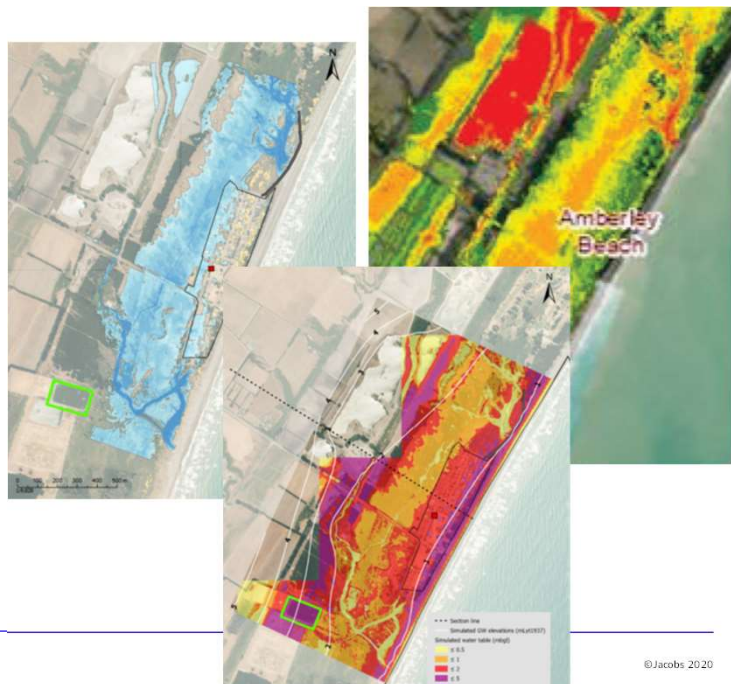 N
Amberley
Beach
N
0 100 200 300 400 500 m
Section line
Simulated GW elevations (mLyt1937)
Simulated water table (mbgl)
≤ 0.5
≤ 1
≤ 2
≤ 5
©Jacobs 2020